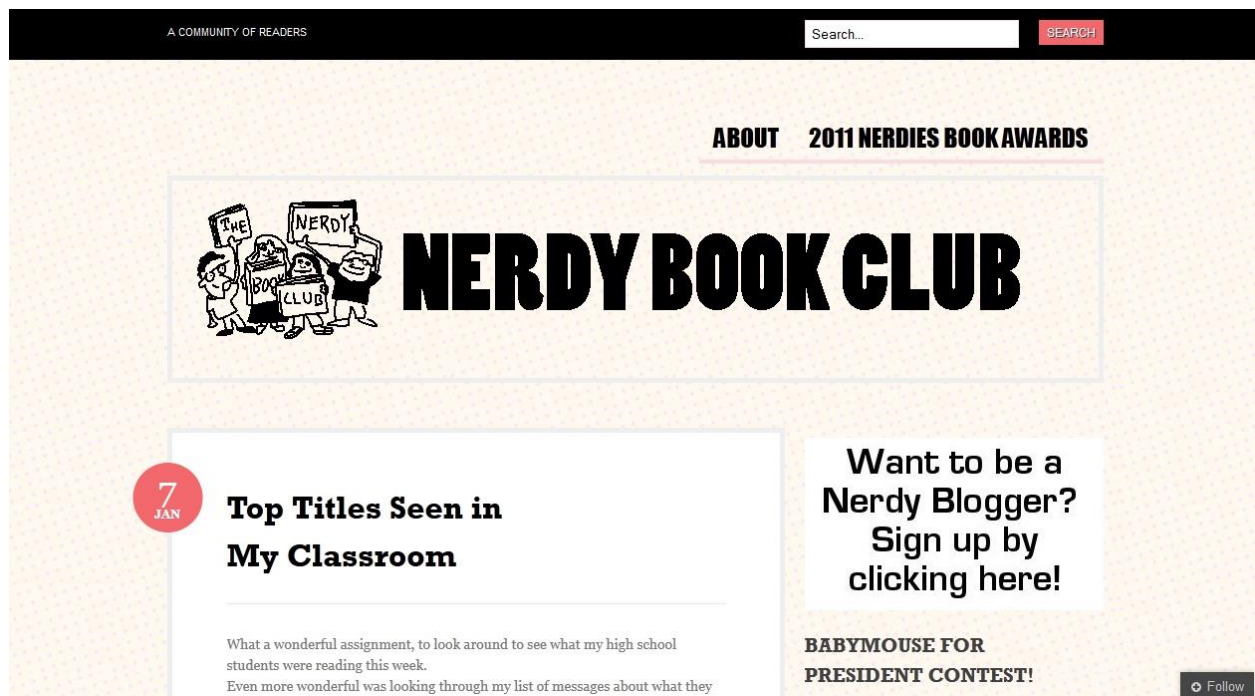 A COMMUNITY OF READERS
Search...
SEARCH
ABOUT
2011 NERDIES BOOK AWARDS
THE
NERDY
BOOK
CLUB
NERDY BOOK CLUB
7
JAN
Top Titles Seen in
My Classroom
What a wonderful assignment, to look around to see what my high school
students were reading this week.
Even more wonderful was looking through my list of messages about what they
Want to be a
Nerdy Blogger?
Sign up by
clicking here!
BABYMOUSE FOR
PRESIDENT CONTEST!
Follow